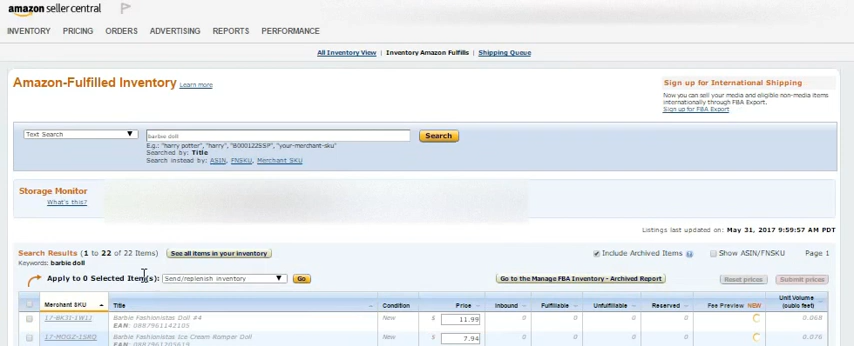 amazon seller central
INVENTORY PRICING ORDERS ADVERTISING REPORTS PERFORMANCE
All Inventory View | Inventory Amazon Fulfills | Shipping Queue
Amazon-Fulfilled Inventory Learn more
Sign up for International Shipping
Now you can sell your media and eligible non-media items
internationally through FBA Export.
Sign up for FBA Export
Text Search barbie doll Search
E.g.: "harry potter", "harry", "B000122SSP", "your-merchant-sku"
Searched by: Title
Search instead by: ASIN, FNSKU, Merchant SKU
Storage Monitor
What's this?
Listings last updated on: May 31, 2017 9:59:57 AM PDT
Search Results (1 to 22 of 22 Items) See all items in your inventory Include Archived Items Show ASIN/FNSKU Page 1
Keywords: barbie doll
Apply to 0 Selected Item(s): Send/replenish inventory Go Go to the Manage FBA Inventory - Archived Report Reset prices Submit prices
Merchant SKU Title Condition Price Inbound Fulfillable Unfulfillable Reserved Fee Preview NEW Unit Volume (cubic feet)
Barbie Fashionistas Doll #4 New $ 11.99 0 0 0 0 0.068
EAN: 0887961142105
17-MOG2-1SRO Barbie Fashionistas Ice Cream Romper Doll New $ 7.94 0 0 0 0 0.076